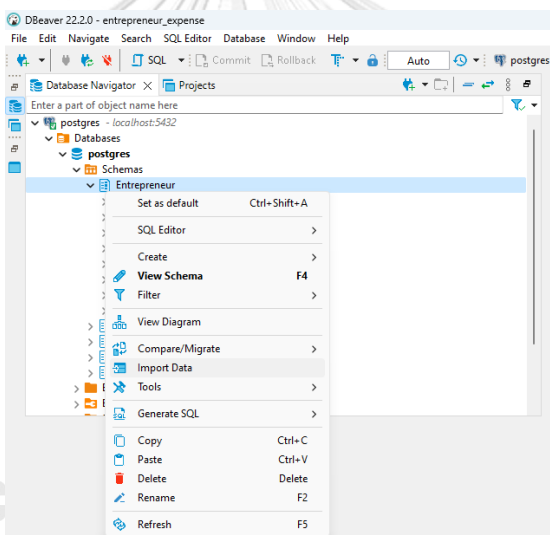 DBeaver 22.2.0 - entrepreneur_expense
File Edit Navigate Search SQL Editor Database Window Help
SQL Commit Rollback Auto postgres
Database Navigator Projects
Enter a part of object name here
postgres - localhost:5432
Databases
postgres
Schemas
Entrepreneur
Set as default Ctrl+Shift+A
SQL Editor
Create
View Schema F4
Filter
View Diagram
Compare/Migrate
Import Data
Tools
Generate SQL
Copy Ctrl+C
Paste Ctrl+V
Delete Delete
Rename F2
Refresh F5